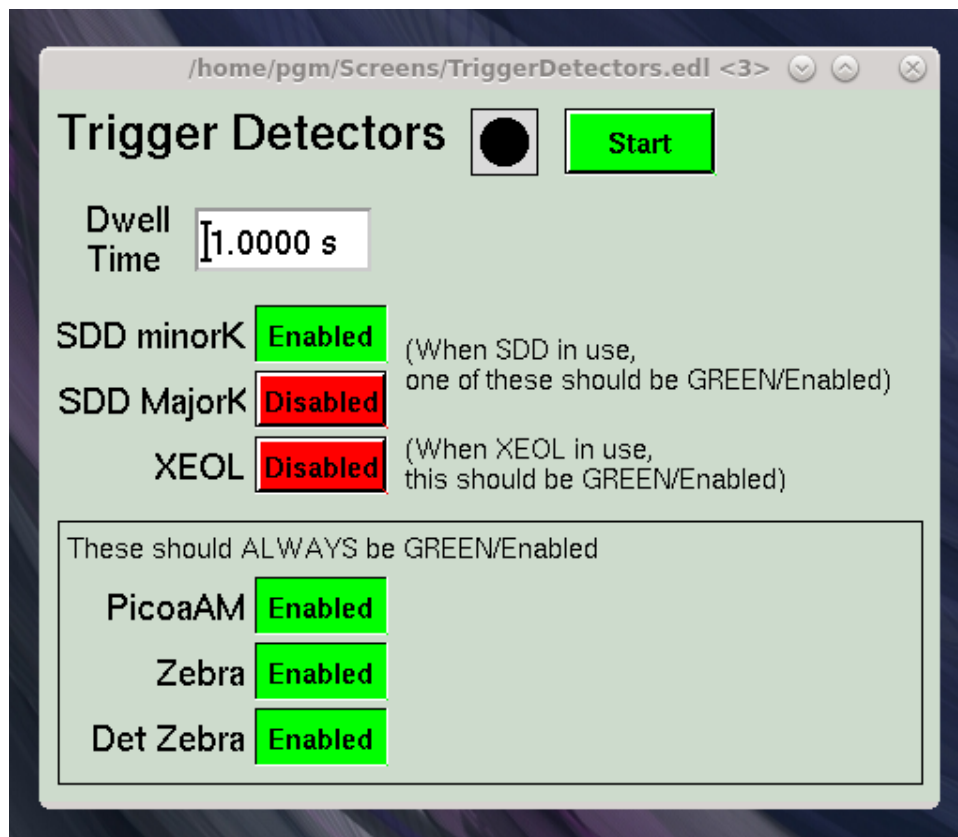 /home/pgm/Screens/TriggerDetectors.edl <3>
Trigger Detectors Start
Dwell
Time
1.0000 s
SDD minorK Enabled
(When SDD in use,
one of these should be GREEN/Enabled)
SDD MajorK Disabled
XEOL Disabled
(When XEOL in use,
this should be GREEN/Enabled)
These should ALWAYS be GREEN/Enabled
PicoaAM Enabled
Zebra Enabled
Det Zebra Enabled